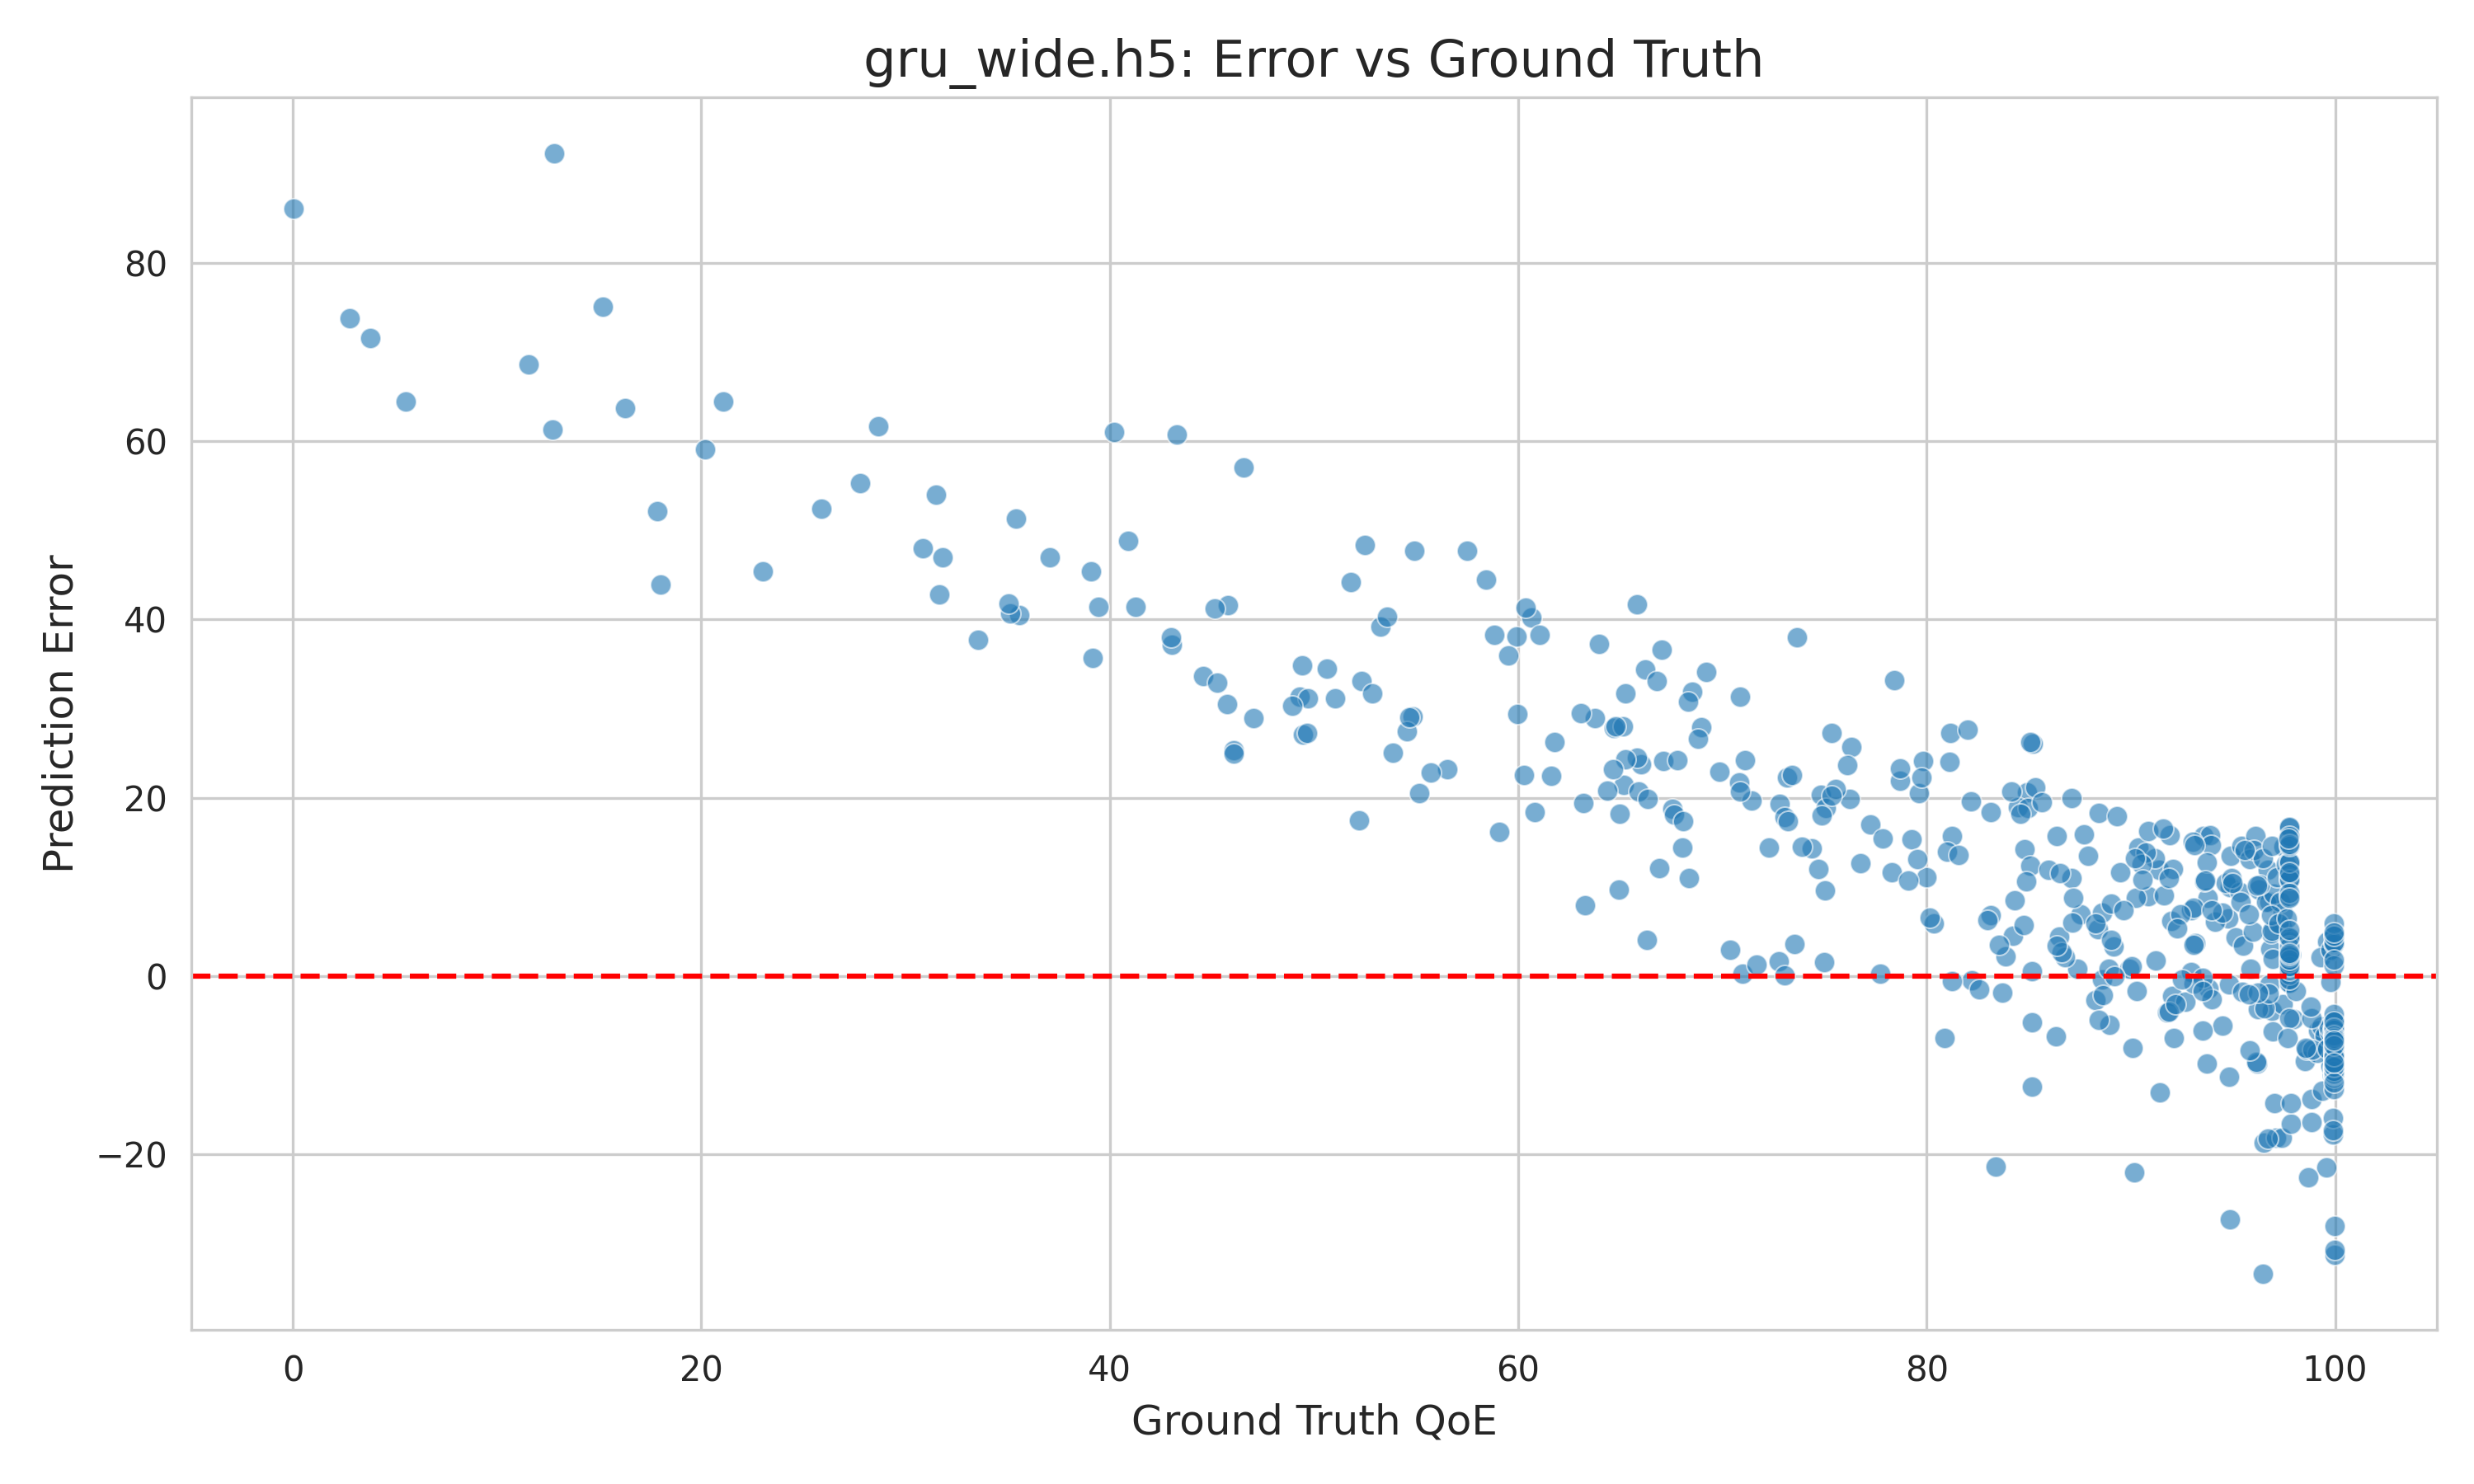 gru_wide.h5: Error vs Ground Truth
Prediction Error
80
60
40
20
0
−20
0 20 40 60 80 100
Ground Truth QoE